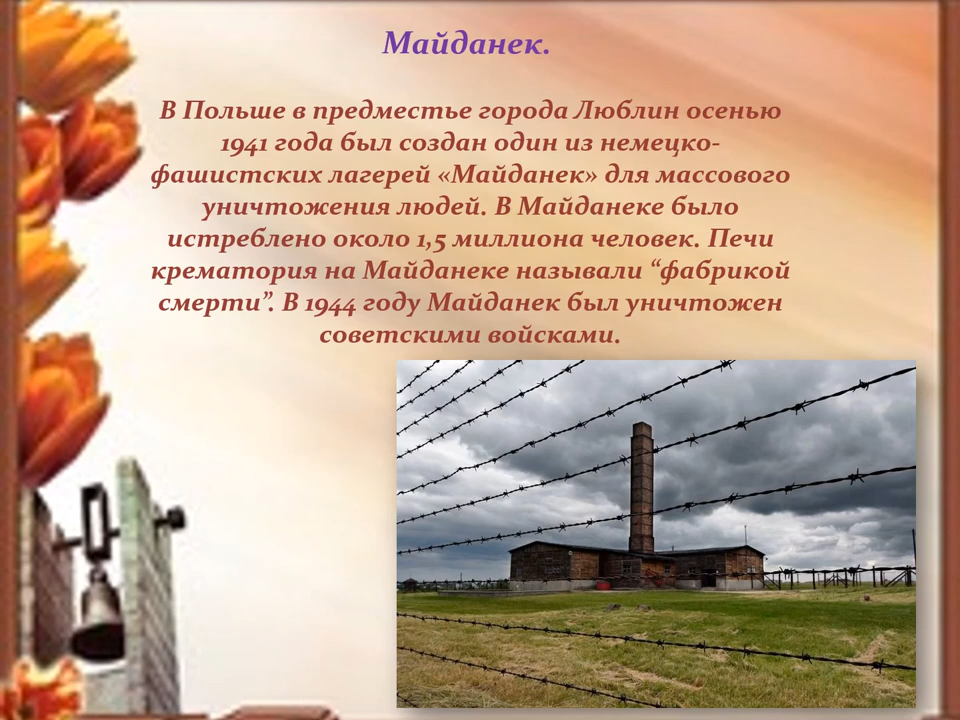 Майданек.
В Польше в предместье города Люблин осенью
1941 года был создан один из немецко-
фашистских лагерей «Майданек» для массового
уничтожения людей. В Майданеке было
истреблено около 1,5 миллиона человек. Печи
крематория на Майданеке называли “фабрикой
смерти”. В 1944 году Майданек был уничтожен
советскими войсками.